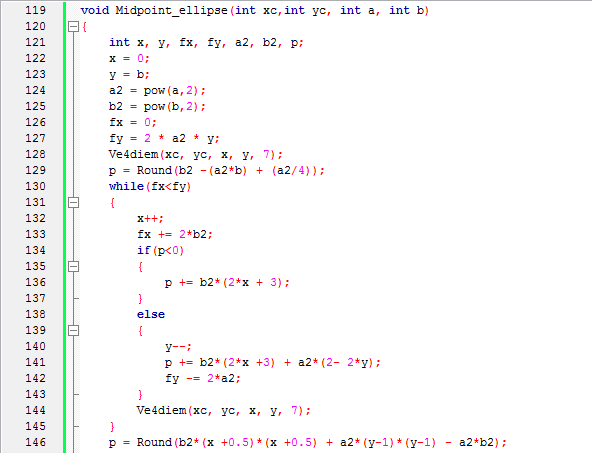 119 void Midpoint_ellipse(int xc,int yc, int a, int b)
120 {
121 int x, y, fx, fy, a2, b2, p;
122 x = 0;
123 y = b;
124 a2 = pow(a,2);
125 b2 = pow(b,2);
126 fx = 0;
127 fy = 2 * a2 * y;
128 Ve4diem(xc, yc, x, y, 7);
129 p = Round(b2 -(a2*b) + (a2/4));
130 while(fx<fy)
131 {
132 x++;
133 fx += 2*b2;
134 if(p<0)
135 {
136 p += b2*(2*x + 3);
137 }
138 else
139 {
140 y--;
141 p += b2*(2*x +3) + a2*(2- 2*y);
142 fy -= 2*a2;
143 }
144 Ve4diem(xc, yc, x, y, 7);
145 }
146 p = Round(b2*(x +0.5)*(x +0.5) + a2*(y-1)*(y-1) - a2*b2);